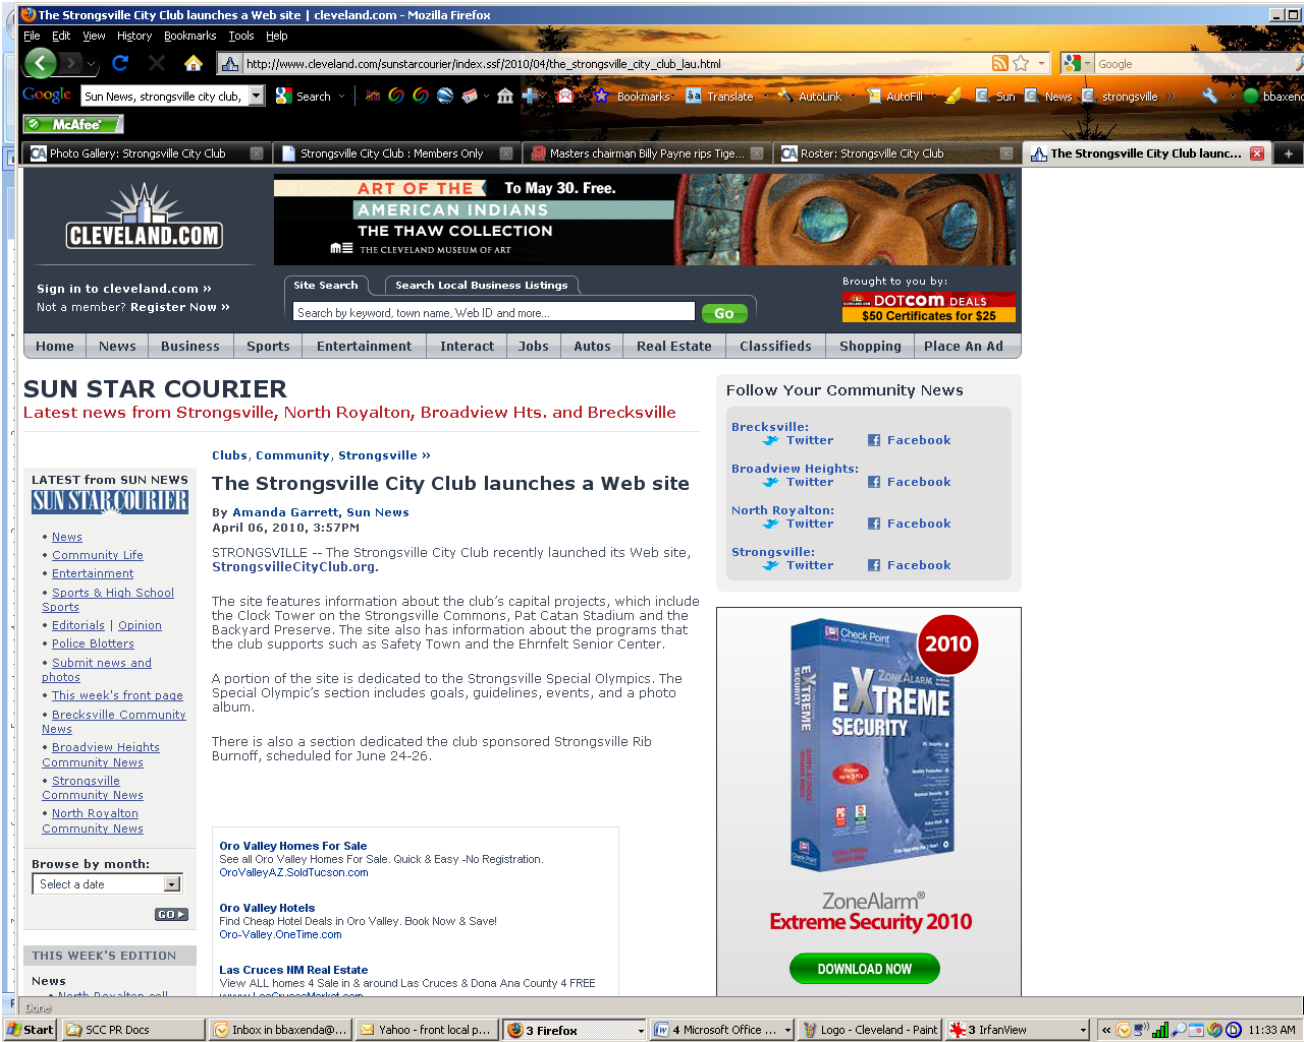 The Strongsville City Club launches a Web site | cleveland.com - Mozilla Firefox
File Edit View History Bookmarks Tools Help
http://www.cleveland.com/sunstarcourier/index.ssf/2010/04/the_strongsville_city_club_lau.html
Google
Google Sun News, strongsville city club, Search Bookmarks Translate AutoLink AutoFill Sun News strongsville bbaxend
McAfee
Photo Gallery: Strongsville City Club
Strongsville City Club : Members Only
Masters chairman Billy Payne rips Tige...
Roster: Strongsville City Club
The Strongsville City Club launc...
CLEVELAND.COM
ART OF THE To May 30. Free.
AMERICAN INDIANS
THE THAW COLLECTION
THE CLEVELAND MUSEUM OF ART
Sign in to cleveland.com »
Not a member? Register Now »
Site Search Search Local Business Listings
Search by keyword, town name, Web ID and more... Go
Brought to you by:
DOTCOM DEALS
$50 Certificates for $25
Home News Business Sports Entertainment Interact Jobs Autos Real Estate Classifieds Shopping Place An Ad
SUN STAR COURIER
Latest news from Strongsville, North Royalton, Broadview Hts. and Brecksville
LATEST from SUN NEWS
SUN STAR COURIER
• News
• Community Life
• Entertainment
• Sports & High School
Sports
• Editorials | Opinion
• Police Blotters
• Submit news and
photos
• This week's front page
• Brecksville Community
News
• Broadview Heights
Community News
• Strongsville
Community News
• North Royalton
Community News
Browse by month:
Select a date
GO
THIS WEEK'S EDITION
News
• North Royalton cell
Clubs, Community, Strongsville »
The Strongsville City Club launches a Web site
By Amanda Garrett, Sun News
April 06, 2010, 3:57PM
STRONGSVILLE -- The Strongsville City Club recently launched its Web site,
StrongsvilleCityClub.org.
The site features information about the club's capital projects, which include
the Clock Tower on the Strongsville Commons, Pat Catan Stadium and the
Backyard Preserve. The site also has information about the programs that
the club supports such as Safety Town and the Ehrnfelt Senior Center.
A portion of the site is dedicated to the Strongsville Special Olympics. The
Special Olympic's section includes goals, guidelines, events, and a photo
album.
There is also a section dedicated the club sponsored Strongsville Rib
Burnoff, scheduled for June 24-26.
Oro Valley Homes For Sale
See all Oro Valley Homes For Sale. Quick & Easy -No Registration.
OroValleyAZ.SoldTucson.com
Oro Valley Hotels
Find Cheap Hotel Deals in Oro Valley. Book Now & Save!
Oro-Valley.OneTime.com
Las Cruces NM Real Estate
View ALL homes 4 Sale in & around Las Cruces & Dona Ana County 4 FREE
www.LasCrucesMarket.com
Follow Your Community News
Brecksville:
Twitter Facebook
Broadview Heights:
Twitter Facebook
North Royalton:
Twitter Facebook
Strongsville:
Twitter Facebook
2010
Check Point
ZONEALARM
EXTREME
SECURITY
EXTREME
SECURITY
Check Point
ZoneAlarm®
Extreme Security 2010
DOWNLOAD NOW
Done
Start
SCC PR Docs
Inbox in bbaxenda@...
Yahoo - front local p...
3 Firefox
4 Microsoft Office ...
Logo - Cleveland - Paint
3 IrfanView
11:33 AM